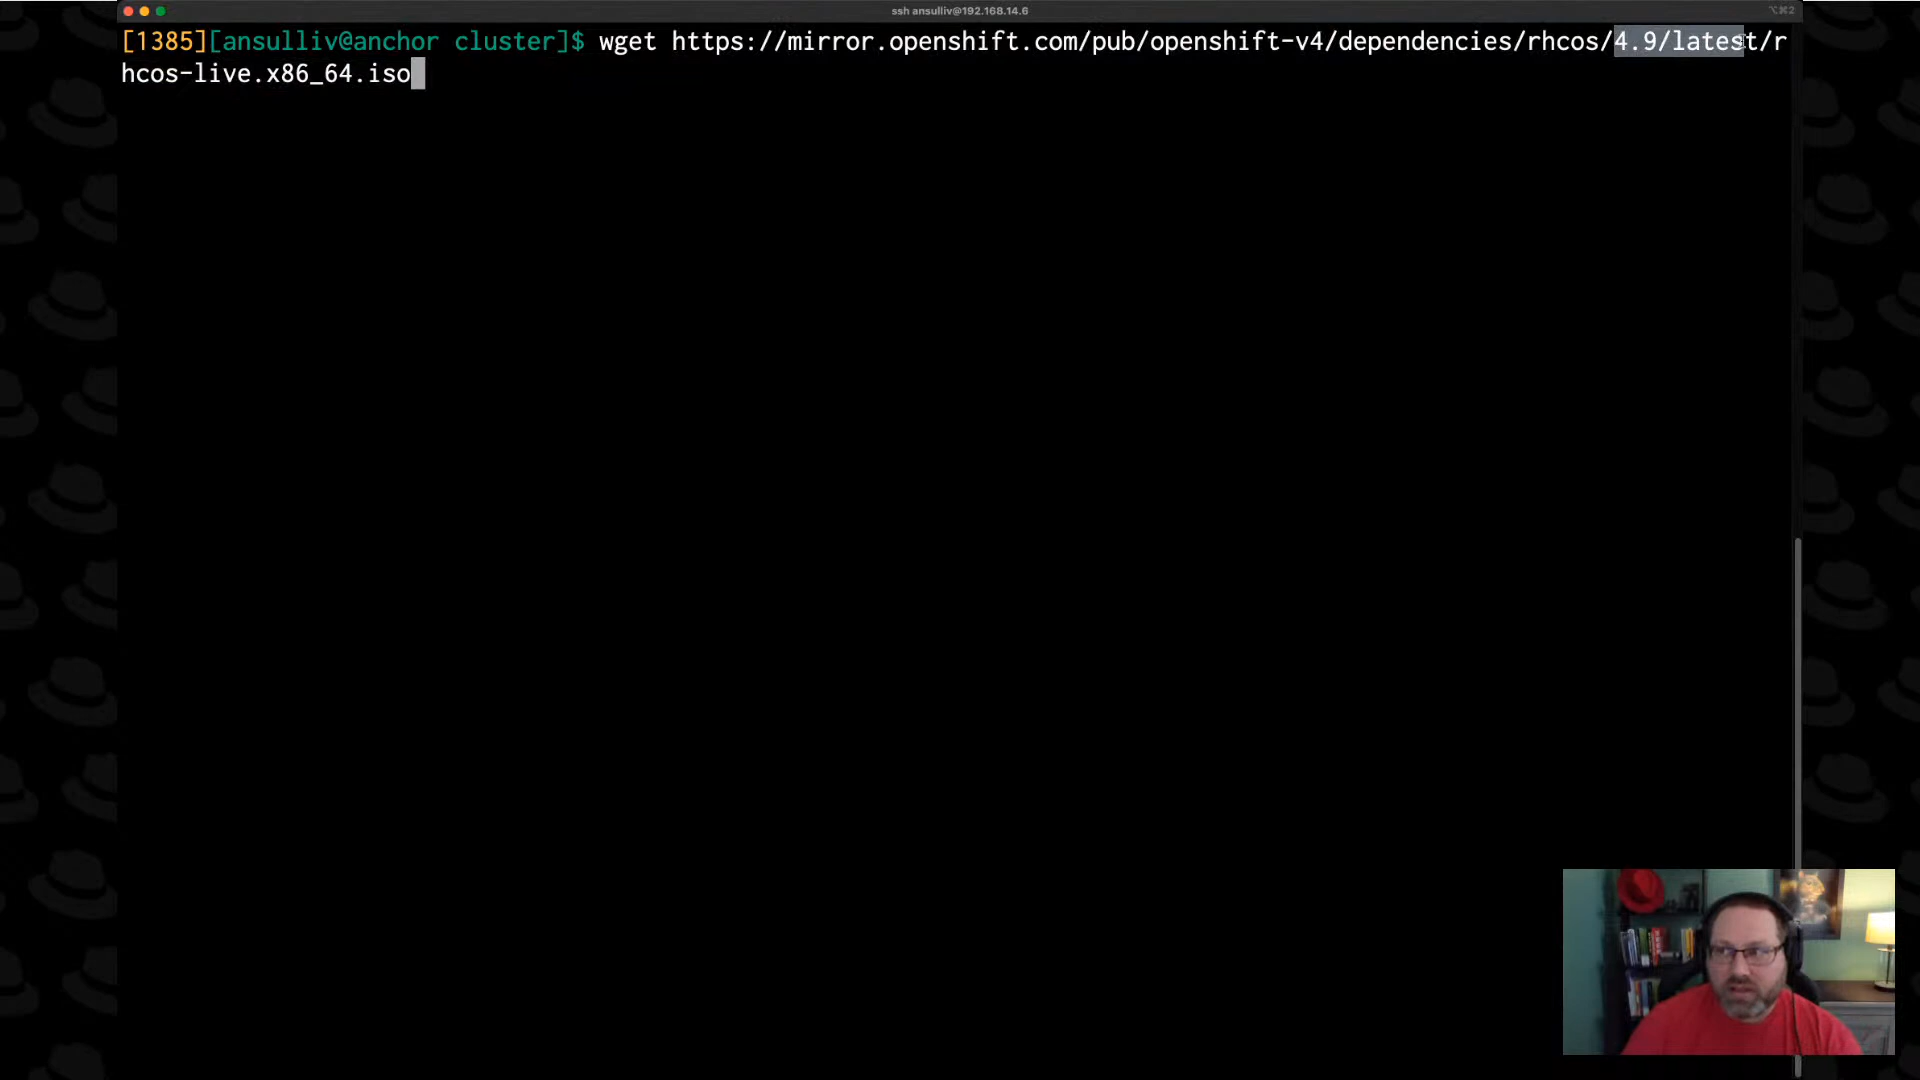 ssh ansulliv@192.168.14.6
⌥⌘2
[1385][ansulliv@anchor cluster]$ wget https://mirror.openshift.com/pub/openshift-v4/dependencies/rhcos/4.9/latest/r
hcos-live.x86_64.iso